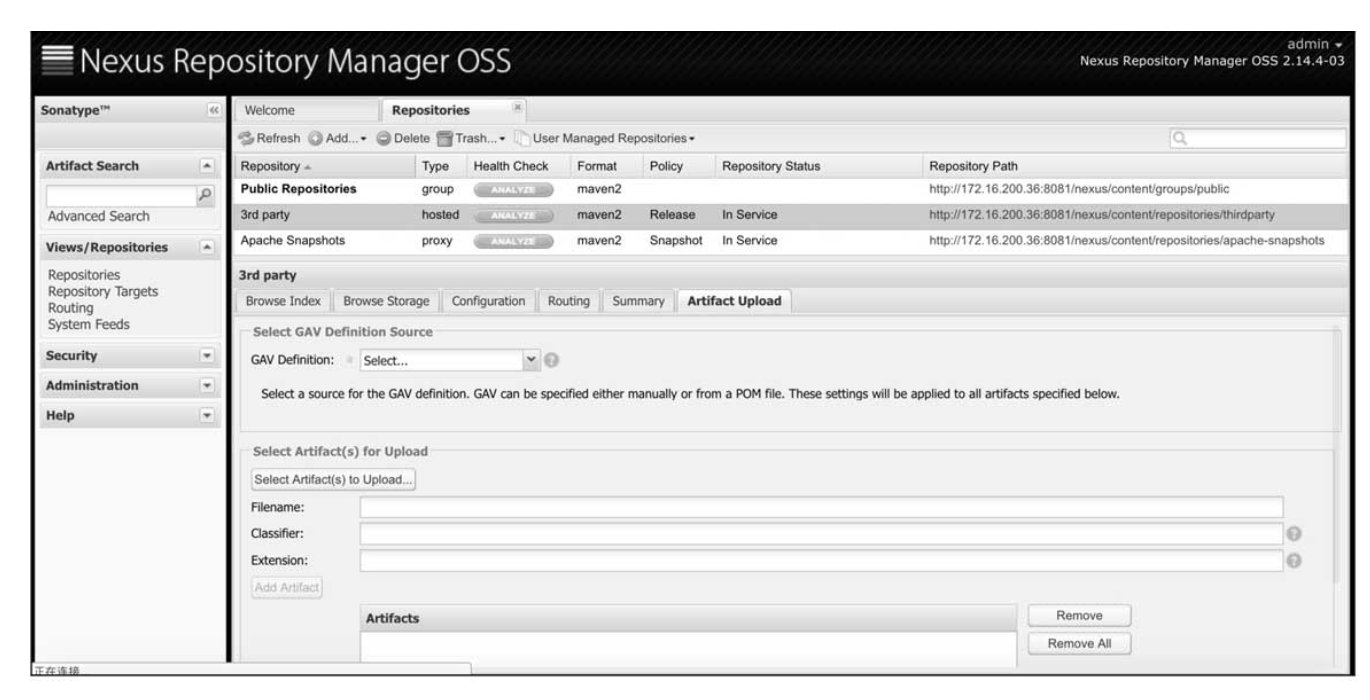 Nexus Repository Manager OSS
admin
Nexus Repository Manager OSS 2.14.4-03
Sonatype™
Welcome
Repositories
Refresh Add... Delete Trash... User Managed Repositories
Artifact Search
Advanced Search
Views/Repositories
Repositories
Repository Targets
Routing
System Feeds
Security
Administration
Help
Repository Type Health Check Format Policy Repository Status Repository Path
Public Repositories group ANALYZE maven2 http://172.16.200.36:8081/nexus/content/groups/public
3rd party hosted ANALYZE maven2 Release In Service http://172.16.200.36:8081/nexus/content/repositories/thirdparty
Apache Snapshots proxy ANALYZE maven2 Snapshot In Service http://172.16.200.36:8081/nexus/content/repositories/apache-snapshots
3rd party
Browse Index Browse Storage Configuration Routing Summary Artifact Upload
Select GAV Definition Source
GAV Definition: Select...
Select a source for the GAV definition. GAV can be specified either manually or from a POM file. These settings will be applied to all artifacts specified below.
Select Artifact(s) for Upload
Select Artifact(s) to Upload...
Filename:
Classifier:
Extension:
Add Artifact
Artifacts
Remove
Remove All
正在连接